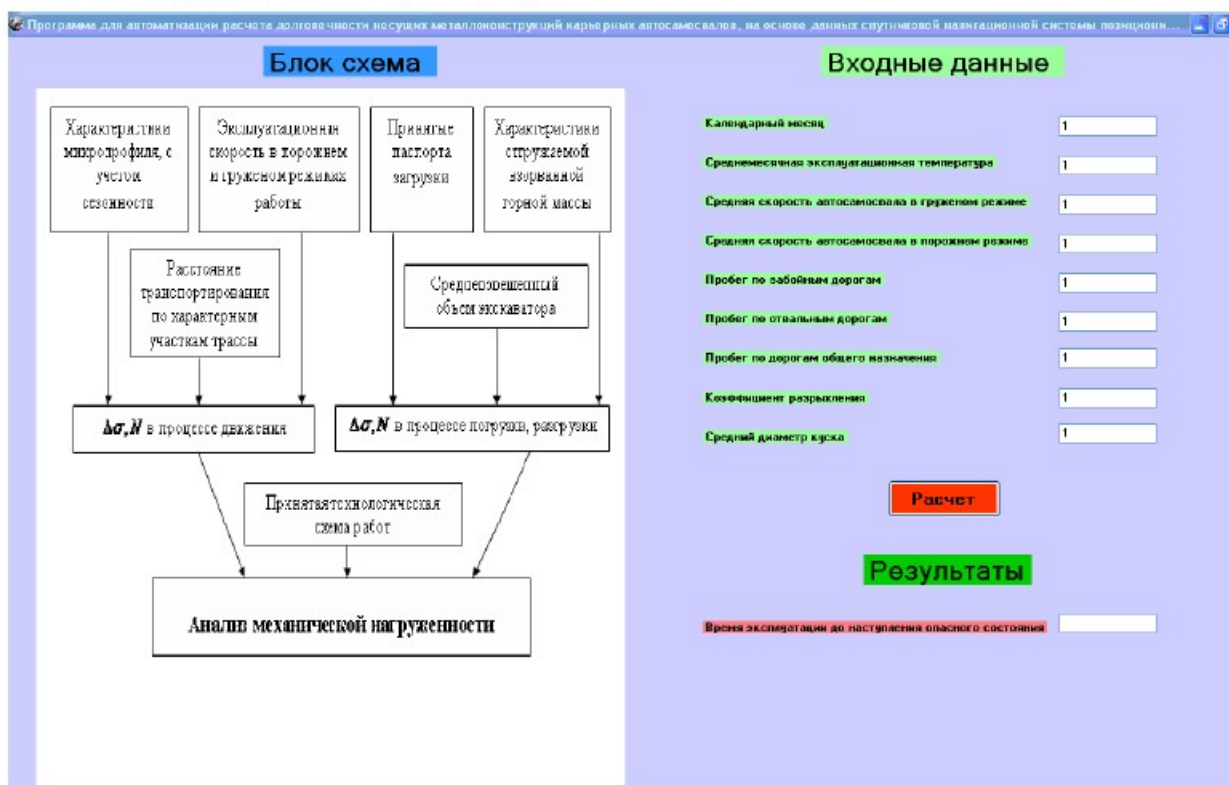 Программа для автоматизации расчета долговечности несущих металлоконструкций карьерных автосамосвалов, на основе данных спутниковой навигационной системы позициони...
Блок схема
Характеристики
микропрофиля, с
учетом
сезонности
Эксплуатационная
скорость в порожнем
и груженом режимах
работы
Принятые
паспорта
загрузки
Характеристики
отгружаемой
взорванной
горной массы
Расстояние
транспортирования
по характерным
участкам трассы
Средневзвешенный
объем экскаватора
Δσ,N в процессе движения
Δσ,N в процессе погрузки, разгрузки
Принятая технологическая
схема работ
Анализ механической нагруженности
Входные данные
Календарный месяц 1
Среднемесячная эксплуатационная температура 1
Средняя скорость автосамосвала в груженом режиме 1
Средняя скорость автосамосвала в порожнем режиме 1
Пробег по забойным дорогам 1
Пробег по отвальным дорогам 1
Пробег по дорогам общего назначения 1
Коэффициент разрыхления 1
Средний диаметр куска 1
Расчет
Результаты
Время эксплуатации до наступления опасного состояния